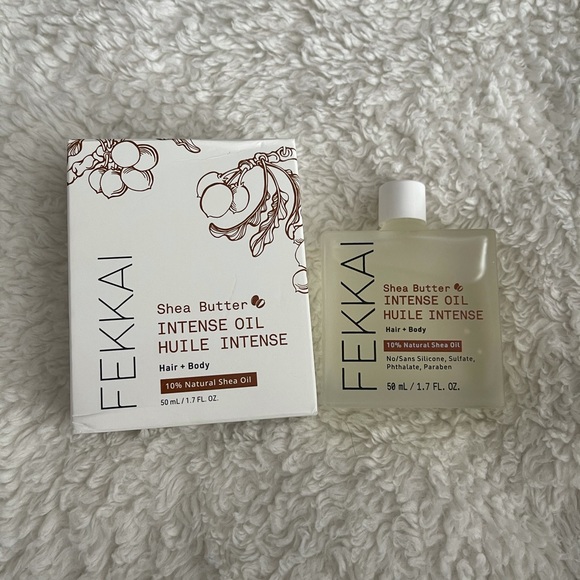 FEKKAI
Shea Butter
INTENSE OIL
HUILE INTENSE
Hair + Body
10% Natural Shea Oil
50 mL / 1.7 FL. OZ.
FEKKAI
Shea Butter
INTENSE OIL
HUILE INTENSE
Hair + Body
10% Natural Shea Oil
No/Sans Silicone, Sulfate,
Phthalate, Paraben
50 mL / 1.7 FL. OZ.